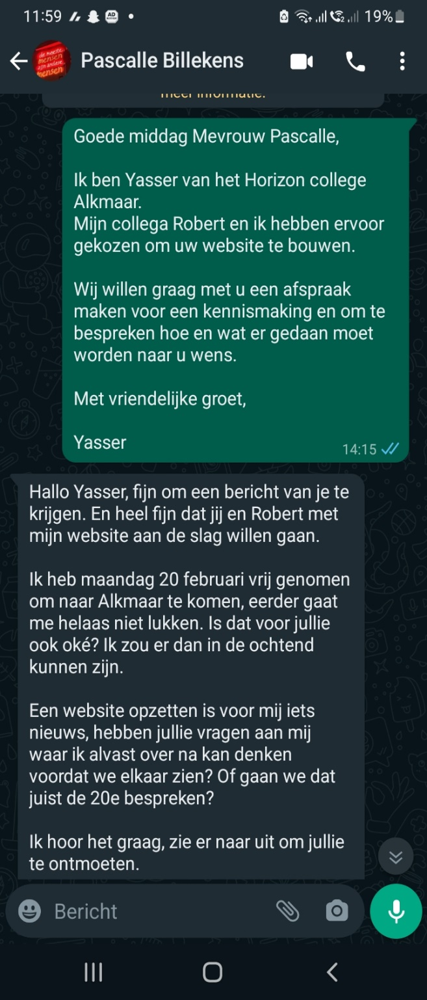 11:59
AD
19%
de meeste
mensen
zijn andere
mensen
Pascalle Billekens
meer informatie.
Goede middag Mevrouw Pascalle,
Ik ben Yasser van het Horizon college
Alkmaar.
Mijn collega Robert en ik hebben ervoor
gekozen om uw website te bouwen.
Wij willen graag met u een afspraak
maken voor een kennismaking en om te
bespreken hoe en wat er gedaan moet
worden naar u wens.
Met vriendelijke groet,
Yasser
14:15
Hallo Yasser, fijn om een bericht van je te
krijgen. En heel fijn dat jij en Robert met
mijn website aan de slag willen gaan.
Ik heb maandag 20 februari vrij genomen
om naar Alkmaar te komen, eerder gaat
me helaas niet lukken. Is dat voor jullie
ook oké? Ik zou er dan in de ochtend
kunnen zijn.
Een website opzetten is voor mij iets
nieuws, hebben jullie vragen aan mij
waar ik alvast over na kan denken
voordat we elkaar zien? Of gaan we dat
juist de 20e bespreken?
Ik hoor het graag, zie er naar uit om jullie
te ontmoeten.
Bericht